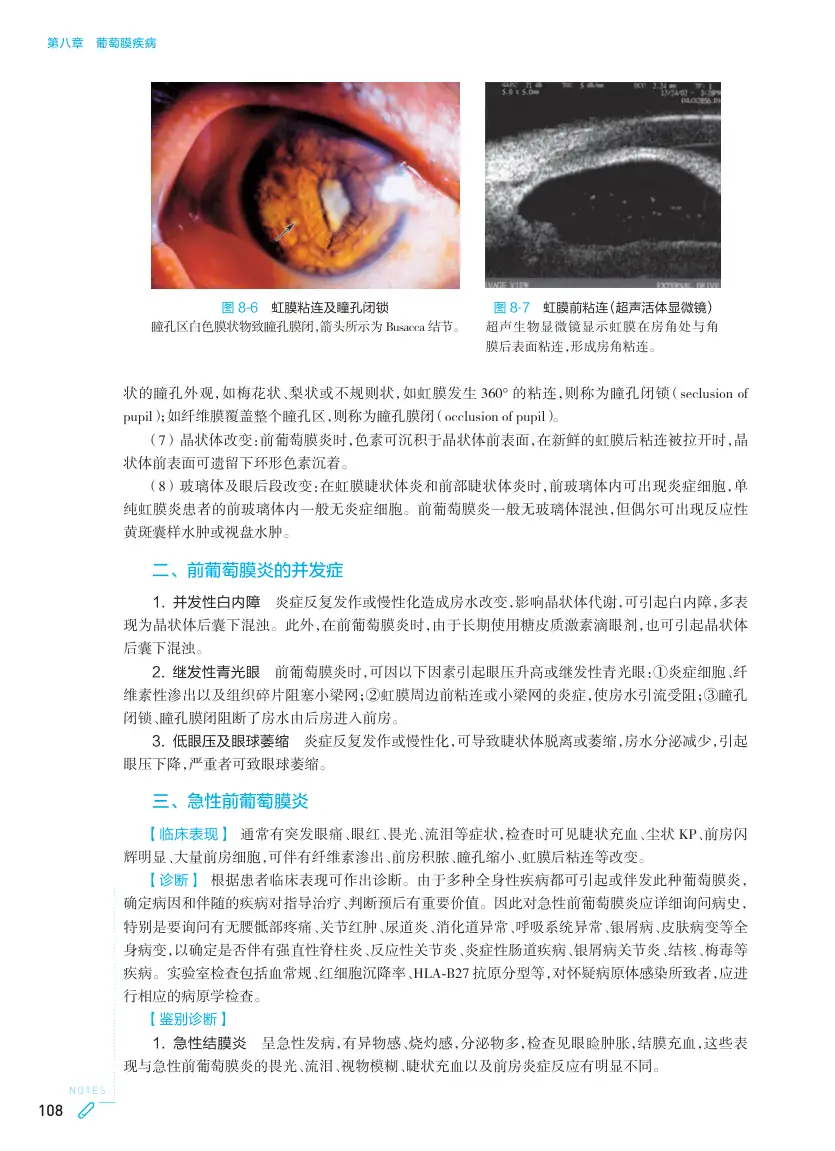 第八章 葡萄膜疾病
图 8-6 虹膜粘连及瞳孔闭锁
瞳孔区白色膜状物致瞳孔膜闭,箭头所示为 Busacca 结节。
5.0 x 5.0mm
IMAGE VIEW EXTERNAL DRIVE
图 8-7 虹膜前粘连(超声活体显微镜)
超声生物显微镜显示虹膜在房角处与角
膜后表面粘连,形成房角粘连。
状的瞳孔外观,如梅花状、梨状或不规则状,如虹膜发生 360° 的粘连,则称为瞳孔闭锁(seclusion of
pupil);如纤维膜覆盖整个瞳孔区,则称为瞳孔膜闭(occlusion of pupil)。
(7)晶状体改变:前葡萄膜炎时,色素可沉积于晶状体前表面,在新鲜的虹膜后粘连被拉开时,晶
状体前表面可遗留下环形色素沉着。
(8)玻璃体及眼后段改变:在虹膜睫状体炎和前部睫状体炎时,前玻璃体内可出现炎症细胞,单
纯虹膜炎患者的前玻璃体内一般无炎症细胞。前葡萄膜炎一般无玻璃体混浊,但偶尔可出现反应性
黄斑囊样水肿或视盘水肿。
二、前葡萄膜炎的并发症
1. 并发性白内障 炎症反复发作或慢性化造成房水改变,影响晶状体代谢,可引起白内障,多表
现为晶状体后囊下混浊。此外,在前葡萄膜炎时,由于长期使用糖皮质激素滴眼剂,也可引起晶状体
后囊下混浊。
2. 继发性青光眼 前葡萄膜炎时,可因以下因素引起眼压升高或继发性青光眼:①炎症细胞、纤
维素性渗出以及组织碎片阻塞小梁网;②虹膜周边前粘连或小梁网的炎症,使房水引流受阻;③瞳孔
闭锁、瞳孔膜闭阻断了房水由后房进入前房。
3. 低眼压及眼球萎缩 炎症反复发作或慢性化,可导致睫状体脱离或萎缩,房水分泌减少,引起
眼压下降,严重者可致眼球萎缩。
三、急性前葡萄膜炎
【临床表现】 通常有突发眼痛、眼红、畏光、流泪等症状,检查时可见睫状充血、尘状 KP、前房闪
辉明显、大量前房细胞,可伴有纤维素渗出、前房积脓、瞳孔缩小、虹膜后粘连等改变。
【诊断】 根据患者临床表现可作出诊断。由于多种全身性疾病都可引起或伴发此种葡萄膜炎,
确定病因和伴随的疾病对指导治疗、判断预后有重要价值。因此对急性前葡萄膜炎应详细询问病史,
特别是要询问有无腰骶部疼痛、关节红肿、尿道炎、消化道异常、呼吸系统异常、银屑病、皮肤病变等全
身病变,以确定是否伴有强直性脊柱炎、反应性关节炎、炎症性肠道疾病、银屑病关节炎、结核、梅毒等
疾病。实验室检查包括血常规、红细胞沉降率、HLA-B27 抗原分型等,对怀疑病原体感染所致者,应进
行相应的病原学检查。
【鉴别诊断】
1. 急性结膜炎 呈急性发病,有异物感、烧灼感,分泌物多,检查见眼睑肿胀,结膜充血,这些表
现与急性前葡萄膜炎的畏光、流泪、视物模糊、睫状充血以及前房炎症反应有明显不同。
NOTES
108